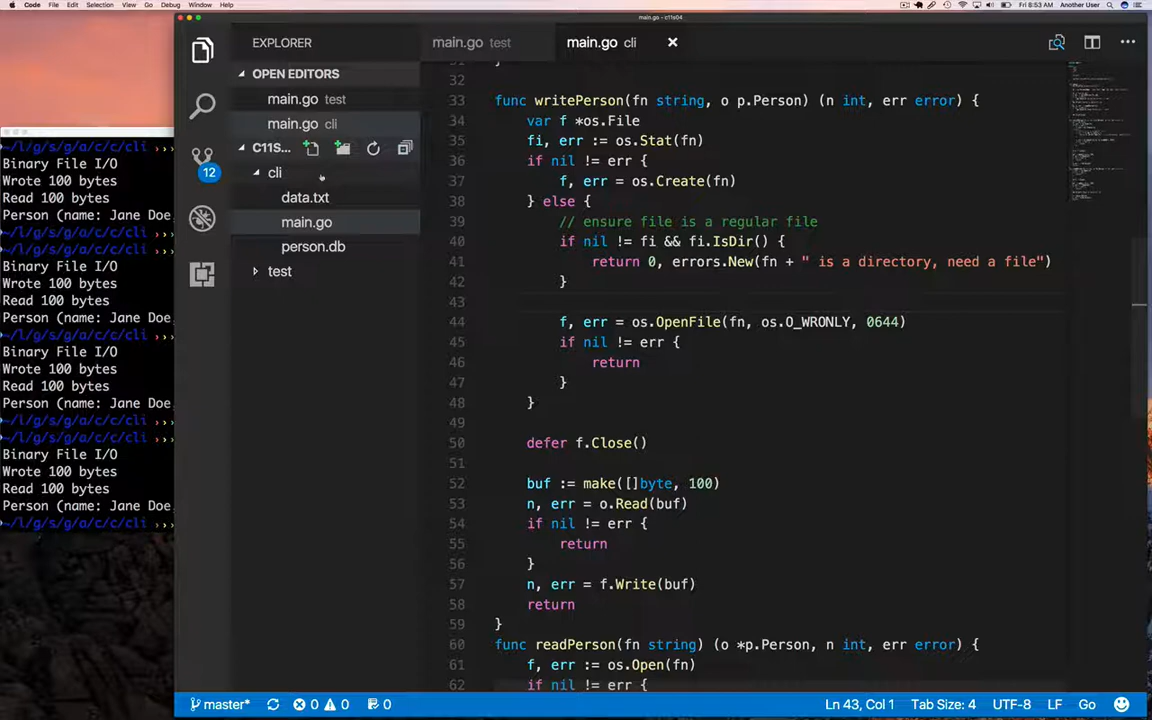 Code File Edit Selection View Go Debug Window Help
Fri 8:53 AM Another User
main.go - c11s04
EXPLORER
main.go test
main.go cli
OPEN EDITORS
main.go test
main.go cli
C11S...
cli
data.txt
main.go
person.db
test
12
~/l/g/s/g/a/c/c/cli
Binary File I/O
Wrote 100 bytes
Read 100 bytes
Person (name: Jane Doe,
~/l/g/s/g/a/c/c/cli
~/l/g/s/g/a/c/c/cli
Binary File I/O
Wrote 100 bytes
Read 100 bytes
Person (name: Jane Doe,
~/l/g/s/g/a/c/c/cli
Binary File I/O
Wrote 100 bytes
Read 100 bytes
Person (name: Jane Doe,
~/l/g/s/g/a/c/c/cli
~/l/g/s/g/a/c/c/cli
Binary File I/O
Wrote 100 bytes
Read 100 bytes
Person (name: Jane Doe,
~/l/g/s/g/a/c/c/cli
32
33 func writePerson(fn string, o p.Person) (n int, err error) {
34 var f *os.File
35 fi, err := os.Stat(fn)
36 if nil != err {
37 f, err = os.Create(fn)
38 } else {
39 // ensure file is a regular file
40 if nil != fi && fi.IsDir() {
41 return 0, errors.New(fn + " is a directory, need a file")
42 }
43
44 f, err = os.OpenFile(fn, os.O_WRONLY, 0644)
45 if nil != err {
46 return
47 }
48 }
49
50 defer f.Close()
51
52 buf := make([]byte, 100)
53 n, err = o.Read(buf)
54 if nil != err {
55 return
56 }
57 n, err = f.Write(buf)
58 return
59 }
60 func readPerson(fn string) (o *p.Person, n int, err error) {
61 f, err := os.Open(fn)
62 if nil != err {
master* 0 0 0
Ln 43, Col 1 Tab Size: 4 UTF-8 LF Go